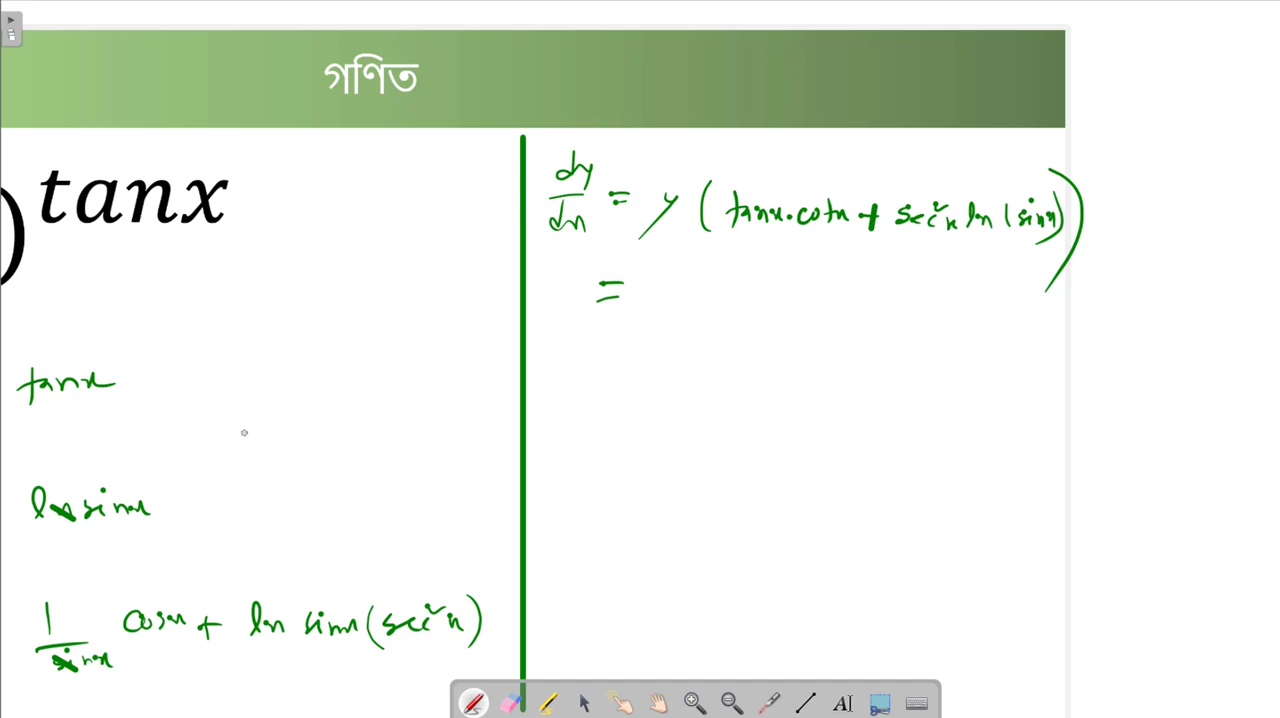 গণিত
)tanx
tanx
ln sinx
1/sinx cosx + ln sinx (sec²x)
dy/dx = y (tanx.cotx + sec²x ln (sinx))
=